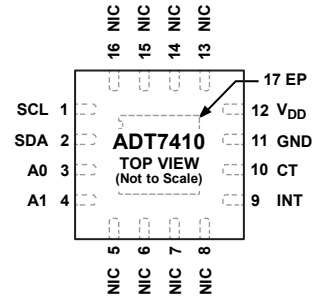 16 NIC
15 NIC
14 NIC
13 NIC
17 EP
SCL 1
SDA 2
A0 3
A1 4
ADT7410
TOP VIEW
(Not to Scale)
12 VDD
11 GND
10 CT
9 INT
NIC 5
NIC 6
NIC 7
NIC 8